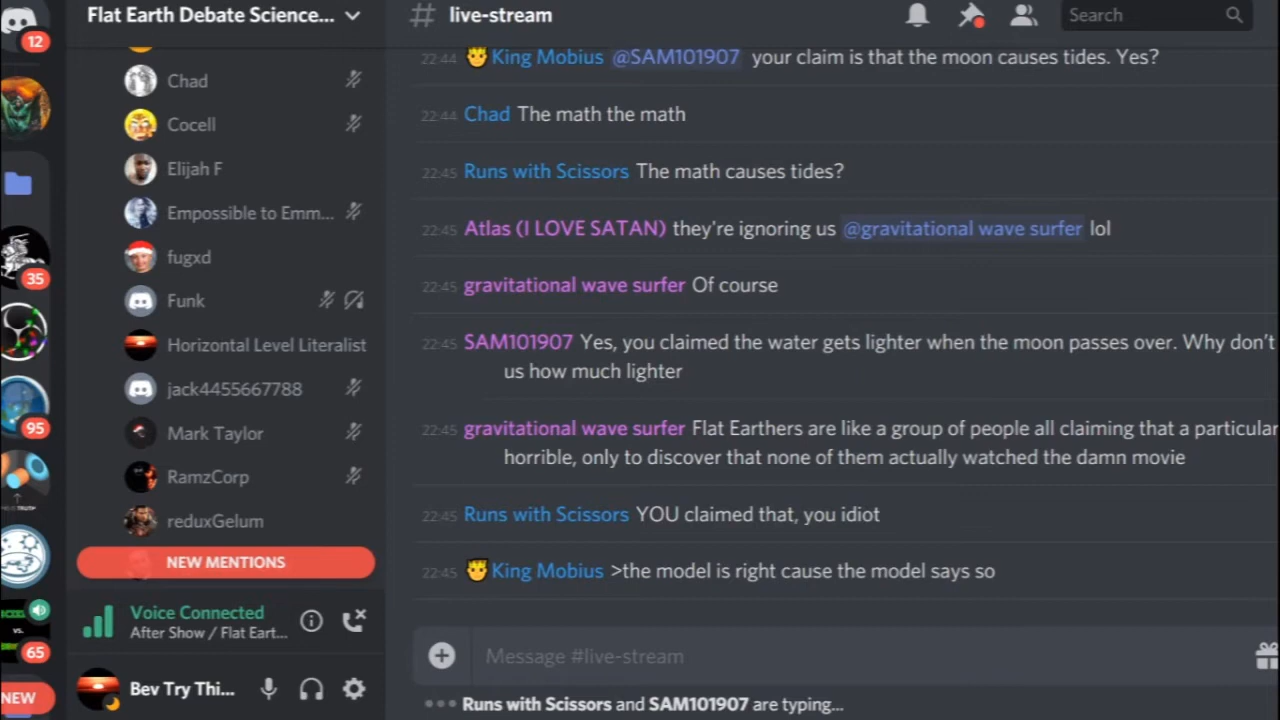 Flat Earth Debate Science...
live-stream
Search
12
35
95
65
NEW
Chad
Cocell
Elijah F
Empossible to Emm...
fugxd
Funk
Horizontal Level Literalist
jack4455667788
Mark Taylor
RamzCorp
reduxGelum
NEW MENTIONS
Voice Connected
After Show / Flat Eart...
Bev Try Thi...
22:44 King Mobius @SAM101907 your claim is that the moon causes tides. Yes?
22:44 Chad The math the math
22:45 Runs with Scissors The math causes tides?
22:45 Atlas (I LOVE SATAN) they're ignoring us @gravitational wave surfer lol
22:45 gravitational wave surfer Of course
22:45 SAM101907 Yes, you claimed the water gets lighter when the moon passes over. Why don't
us how much lighter
22:45 gravitational wave surfer Flat Earthers are like a group of people all claiming that a particular
horrible, only to discover that none of them actually watched the damn movie
22:45 Runs with Scissors YOU claimed that, you idiot
22:45 King Mobius >the model is right cause the model says so
Message #live-stream
Runs with Scissors and SAM101907 are typing...